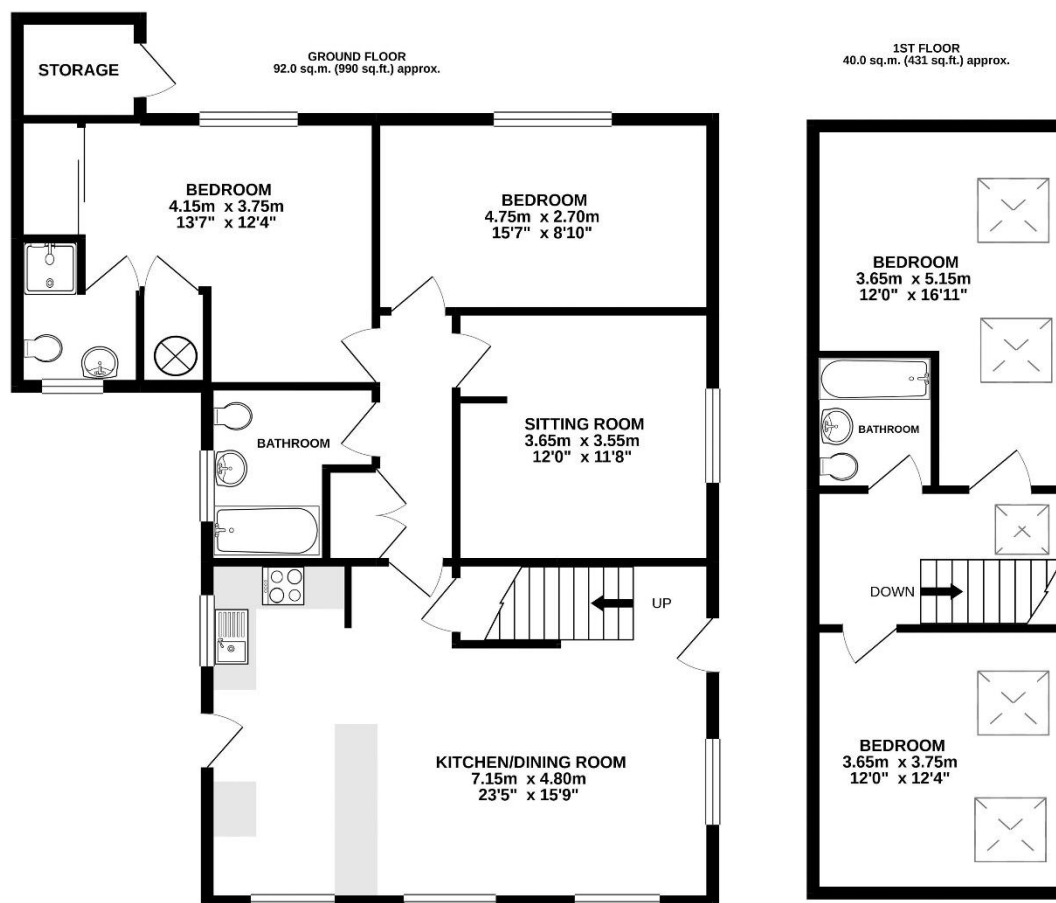 GROUND FLOOR
92.0 sq.m. (990 sq.ft.) approx.
STORAGE
BEDROOM
4.15m x 3.75m
13'7" x 12'4"
BEDROOM
4.75m x 2.70m
15'7" x 8'10"
SITTING ROOM
3.65m x 3.55m
12'0" x 11'8"
BATHROOM
UP
KITCHEN/DINING ROOM
7.15m x 4.80m
23'5" x 15'9"
1ST FLOOR
40.0 sq.m. (431 sq.ft.) approx.
BEDROOM
3.65m x 5.15m
12'0" x 16'11"
BATHROOM
DOWN
BEDROOM
3.65m x 3.75m
12'0" x 12'4"